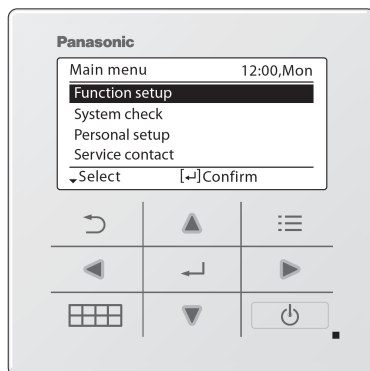 Panasonic
Main menu 12:00,Mon
Function setup
System check
Personal setup
Service contact
Select [↵]Confirm